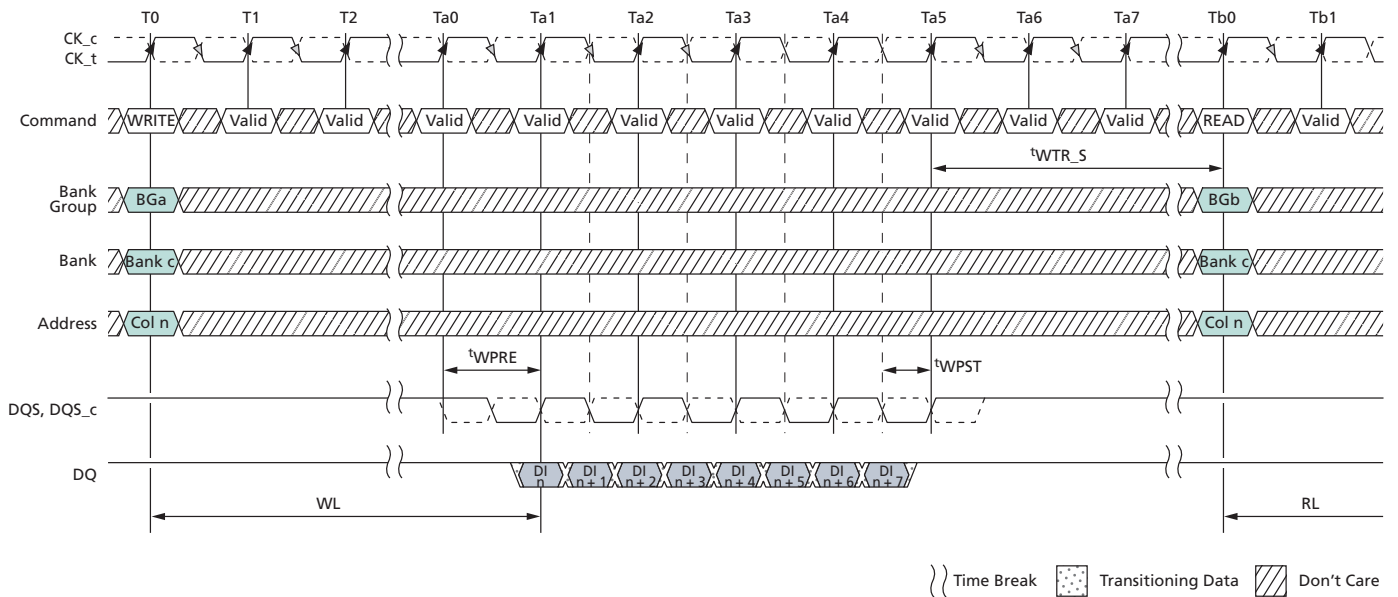 T0 T1 T2 Ta0 Ta1 Ta2 Ta3 Ta4 Ta5 Ta6 Ta7 Tb0 Tb1
CK_c
CK_t
Command WRITE Valid Valid Valid Valid Valid Valid Valid Valid Valid Valid READ Valid
tWTR_S
Bank
Group BGa BGb
Bank Bank c Bank c
Address Col n Col n
tWPRE tWPST
DQS, DQS_c
DQ
DI DI DI DI DI DI DI DI
n n + 1 n + 2 n + 3 n + 4 n + 5 n + 6 n + 7
WL RL
Time Break Transitioning Data Don't Care